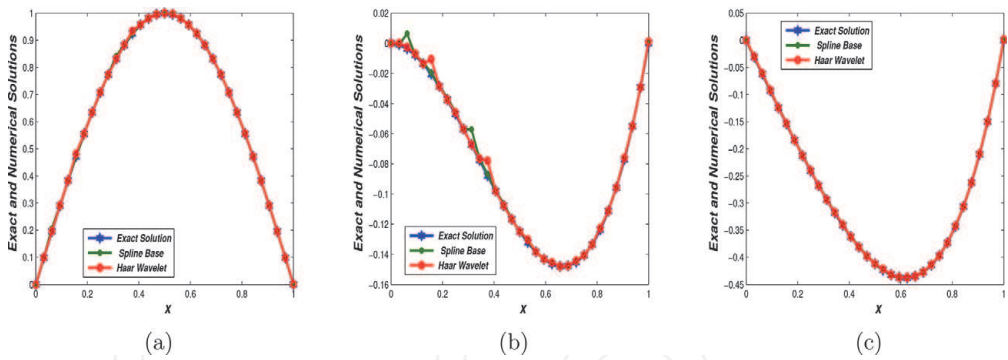 Exact and Numerical Solutions
1
0.9
0.8
0.7
0.6
0.5
0.4
0.3
0.2
0.1
0
Exact Solution
Spline Base
Haar Wavelet
0
0.2
0.4
0.6
0.8
1
X
(a)
Exact and Numerical Solutions
0.02
0
−0.02
−0.04
−0.06
−0.08
−0.1
−0.12
−0.14
−0.16
Exact Solution
Spline Base
Haar Wavelet
0
0.2
0.4
0.6
0.8
1
X
(b)
Exact and Numerical Solutions
0.05
0
−0.05
−0.1
−0.15
−0.2
−0.25
−0.3
−0.35
−0.4
−0.45
Exact Solution
Spline Base
Haar Wavelet
0
0.2
0.4
0.6
0.8
1
X
(c)